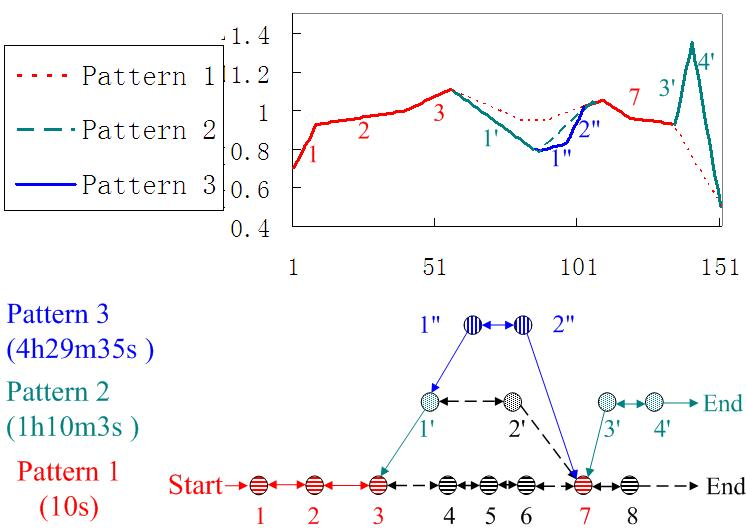 1.4
1.2
1
0.8
0.6
0.4
1 51 101 151
Pattern 1
Pattern 2
Pattern 3
1 2 3 1' 1" 2" 7 3' 4'
Pattern 3
(4h29m35s )
1" 2"
Pattern 2
(1h10m3s )
1' 2' 3' 4' End
Pattern 1
(10s)
Start End
1 2 3 4 5 6 7 8